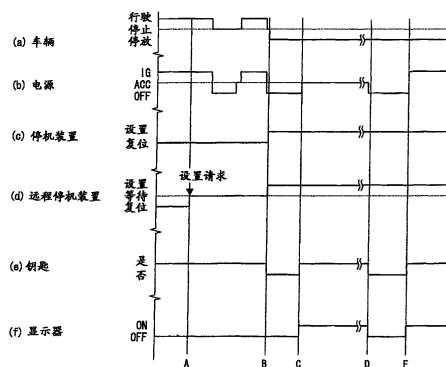 行驶
停止
(a) 车辆
停放
IG
(b) 电源
ACC
OFF
(c) 停机装置
设置
复位
设置请求
设置
(d) 远程停机装置
等待
复位
(e) 钥匙
是
否
(f) 显示器
ON
OFF
A B C D F